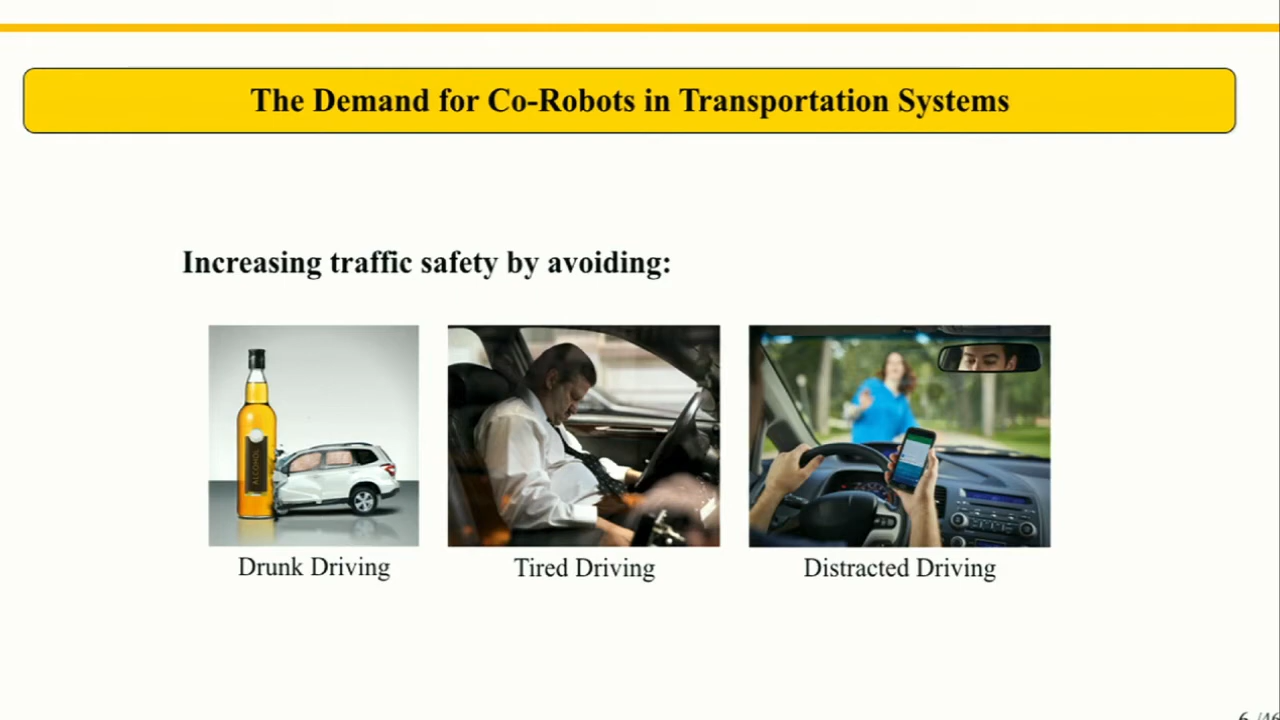 The Demand for Co-Robots in Transportation Systems
Increasing traffic safety by avoiding:
ALCOHOL
Drunk Driving
Tired Driving
Distracted Driving